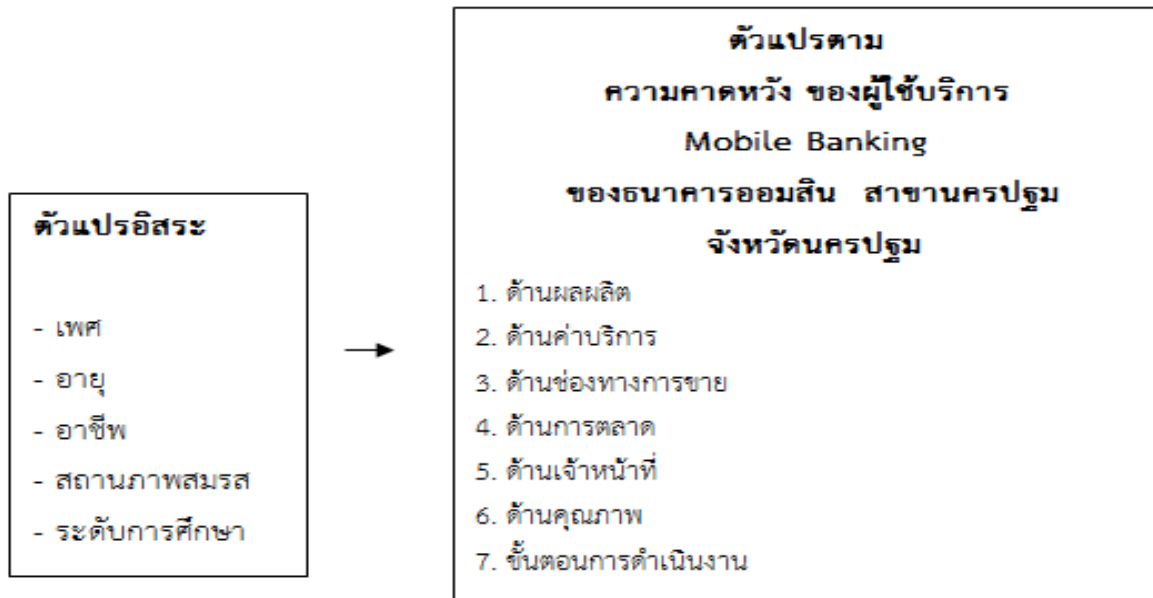 ตัวแปรอิสระ
- เพศ
- อายุ
- อาชีพ
- สถานภาพสมรส
- ระดับการศึกษา
ตัวแปรตาม
ความคาดหวัง ของผู้ใช้บริการ
Mobile Banking
ของธนาคารออมสิน สาขานครปฐม
จังหวัดนครปฐม
1. ด้านผลผลิต
2. ด้านค่าบริการ
3. ด้านช่องทางการขาย
4. ด้านการตลาด
5. ด้านเจ้าหน้าที่
6. ด้านคุณภาพ
7. ขั้นตอนการดำเนินงาน